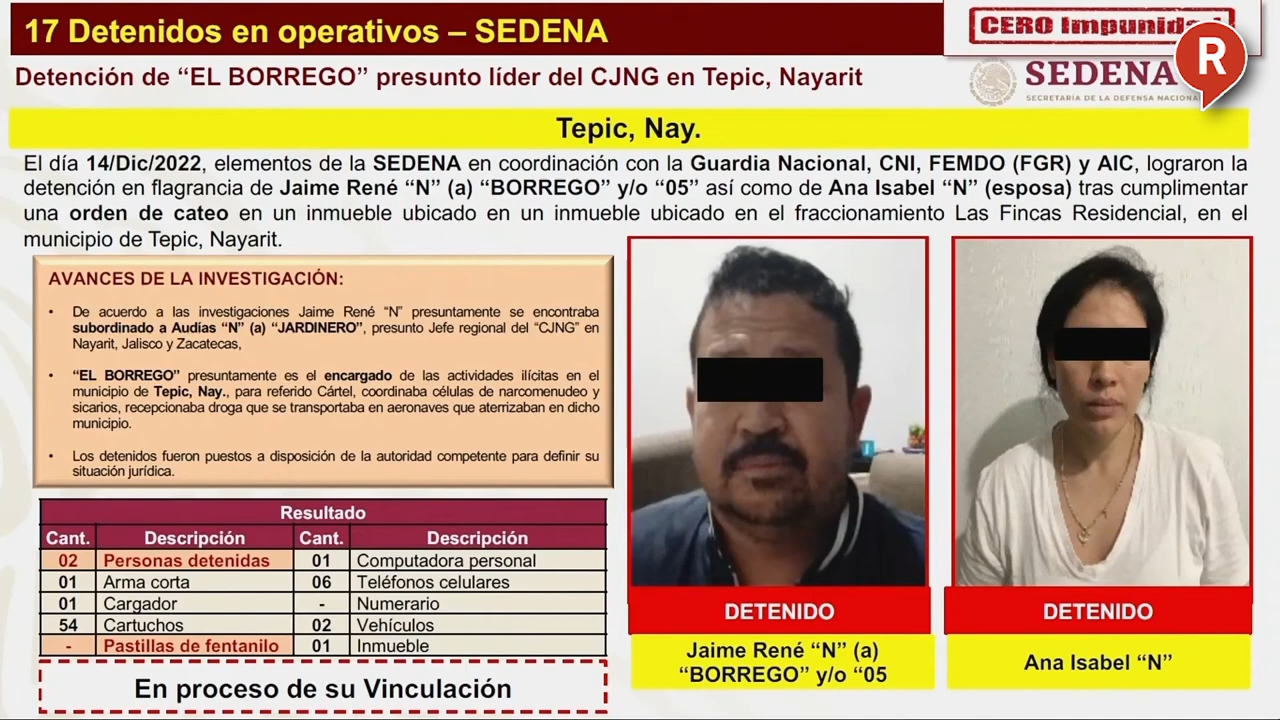 17 Detenidos en operativos – SEDENA
CERO Impunidad
R
Detención de “EL BORREGO” presunto líder del CJNG en Tepic, Nayarit
SEDENA
SECRETARÍA DE LA DEFENSA NACIONAL
Tepic, Nay.
El día 14/Dic/2022, elementos de la SEDENA en coordinación con la Guardia Nacional, CNI, FEMDO (FGR) y AIC, lograron la
detención en flagrancia de Jaime René “N” (a) “BORREGO” y/o “05” así como de Ana Isabel “N” (esposa) tras cumplimentar
una orden de cateo en un inmueble ubicado en un inmueble ubicado en el fraccionamiento Las Fincas Residencial, en el
municipio de Tepic, Nayarit.
AVANCES DE LA INVESTIGACIÓN:
• De acuerdo a las investigaciones Jaime René “N” presuntamente se encontraba
subordinado a Audías “N” (a) “JARDINERO”, presunto Jefe regional del “CJNG” en
Nayarit, Jalisco y Zacatecas,
• “EL BORREGO” presuntamente es el encargado de las actividades ilícitas en el
municipio de Tepic, Nay., para referido Cártel, coordinaba células de narcomenudeo y
sicarios, recepcionaba droga que se transportaba en aeronaves que aterrizaban en dicho
municipio.
• Los detenidos fueron puestos a disposición de la autoridad competente para definir su
situación jurídica.
Resultado
Cant. Descripción Cant. Descripción
02 Personas detenidas 01 Computadora personal
01 Arma corta 06 Teléfonos celulares
01 Cargador - Numerario
54 Cartuchos 02 Vehículos
- Pastillas de fentanilo 01 Inmueble
En proceso de su Vinculación
DETENIDO
Jaime René “N” (a)
“BORREGO” y/o “05
DETENIDO
Ana Isabel “N”